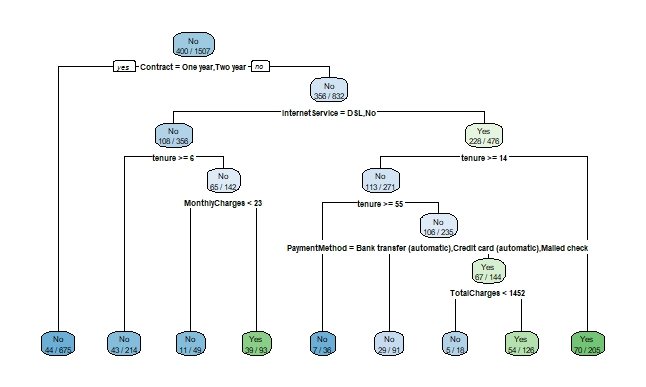 No
400 / 1507
yes Contract = One year,Two year no
No
356 / 832
InternetService = DSL,No
No
108 / 356
Yes
228 / 476
tenure >= 6
tenure >= 14
No
65 / 142
No
113 / 271
MonthlyCharges < 23
tenure >= 55
No
106 / 235
PaymentMethod = Bank transfer (automatic),Credit card (automatic),Mailed check
Yes
67 / 144
TotalCharges < 1452
No
44 / 675
No
43 / 214
No
11 / 49
Yes
39 / 93
No
7 / 36
No
29 / 91
No
5 / 18
Yes
54 / 126
Yes
70 / 205